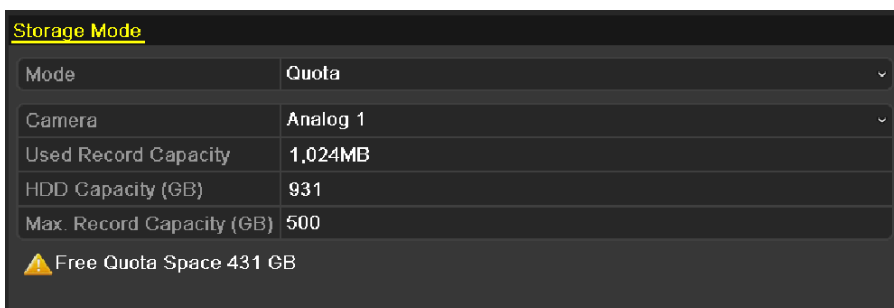 Storage Mode
Mode Quota
Camera Analog 1
Used Record Capacity 1,024MB
HDD Capacity (GB) 931
Max. Record Capacity (GB) 500
Free Quota Space 431 GB